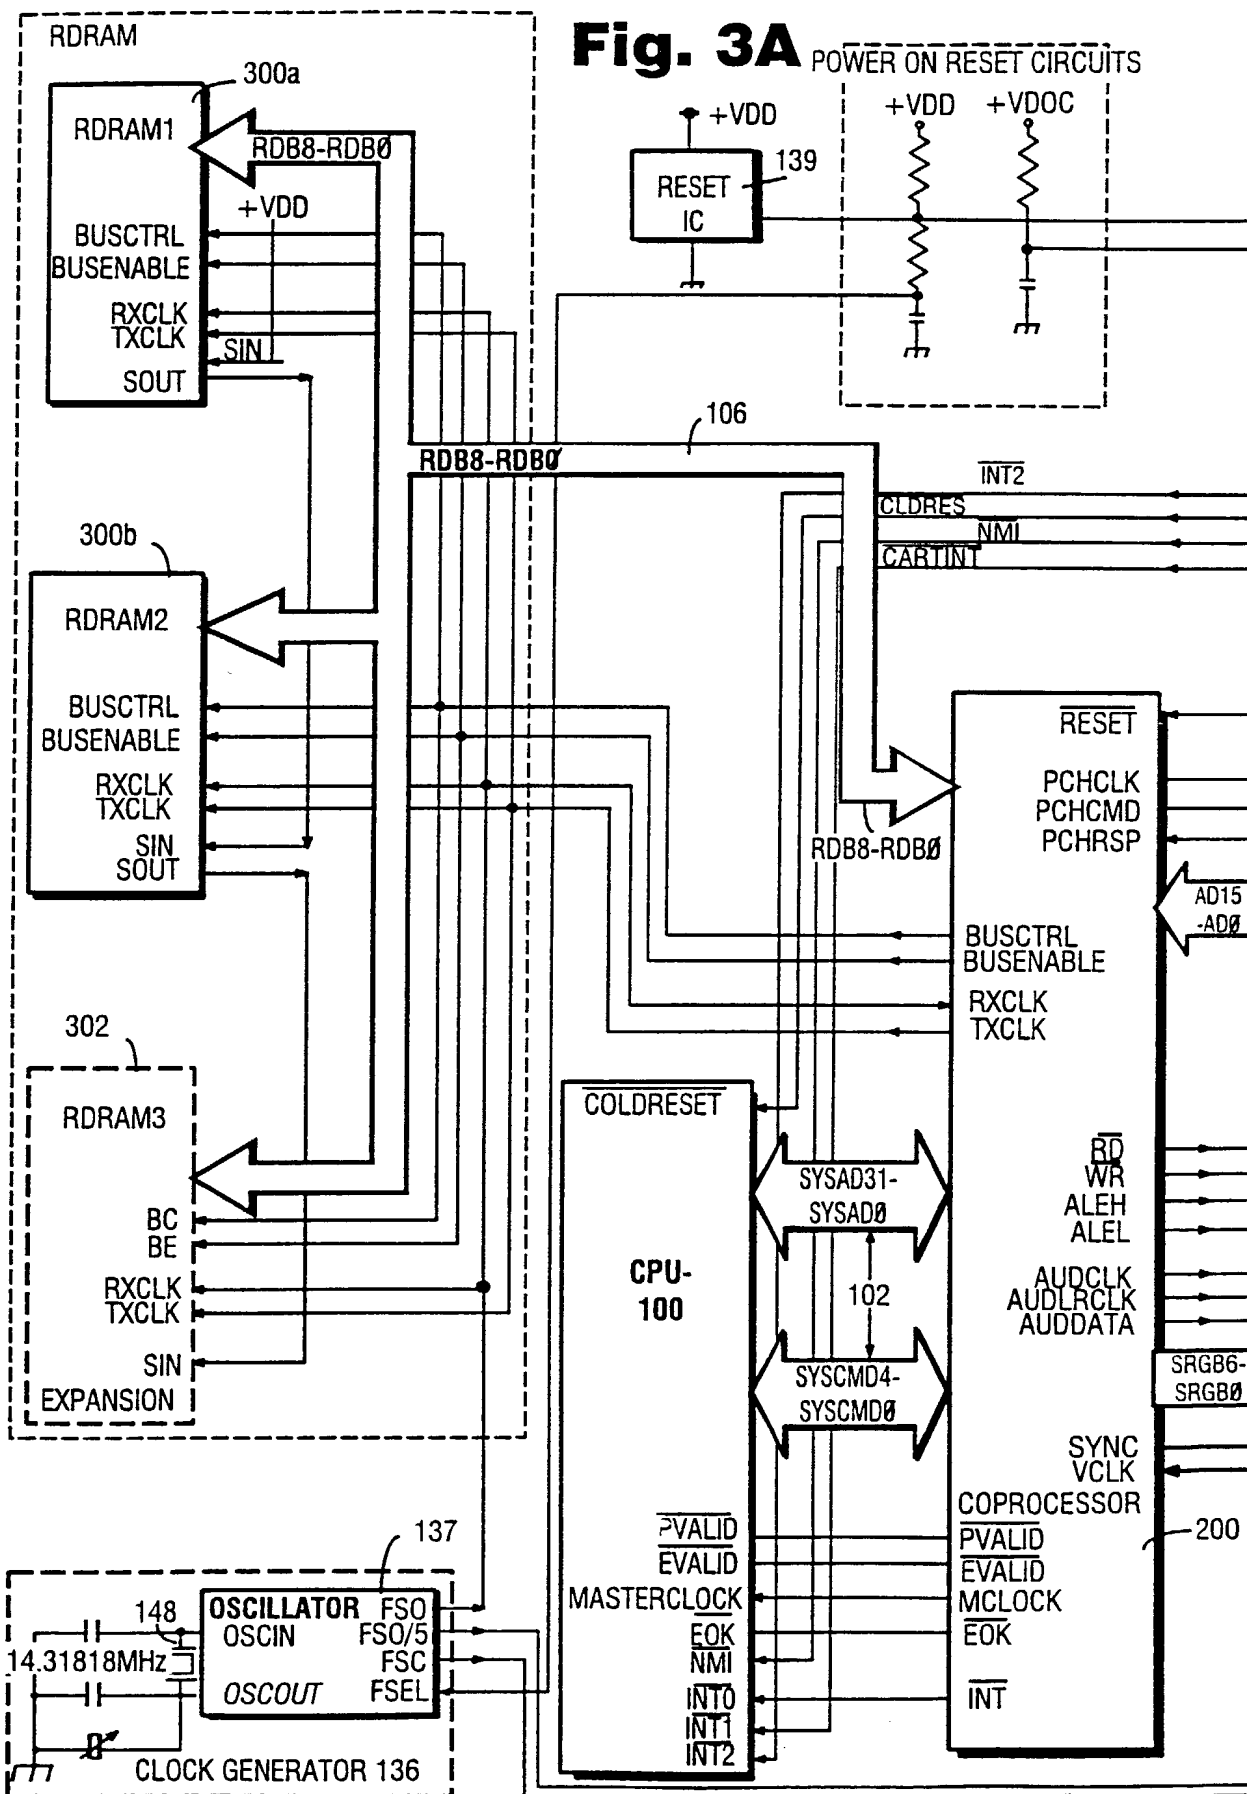 Fig. 3A
RDRAM
300a
RDRAM1
RDB8-RDBØ
+VDD
BUSCTRL
BUSENABLE
RXCLK
TXCLK
SIN
SOUT
POWER ON RESET CIRCUITS
+VDD
+VDOC
+VDD
RESET
IC
139
106
RDB8-RDBØ
INT2
CLDRES
NMI
CARTINT
300b
RDRAM2
BUSCTRL
BUSENABLE
RXCLK
TXCLK
SIN
SOUT
RDB8-RDBØ
RESET
PCHCLK
PCHCMD
PCHRSP
AD15
-ADØ
BUSCTRL
BUSENABLE
RXCLK
TXCLK
302
RDRAM3
BC
BE
RXCLK
TXCLK
SIN
EXPANSION
COLDRESET
CPU-
100
SYSAD31-
SYSADØ
102
SYSCMD4-
SYSCMDØ
RD
WR
ALEH
ALEL
AUDCLK
AUDLRCLK
AUDDATA
SRGB6-
SRGBØ
SYNC
VCLK
COPROCESSOR
200
PVALID
EVALID
MASTERCLOCK
EOK
NMI
INT0
INT1
INT2
PVALID
EVALID
MCLOCK
EOK
INT
137
148
14.31818MHz
OSCILLATOR
OSCIN
OSCOUT
FSO
FSO/5
FSC
FSEL
CLOCK GENERATOR 136